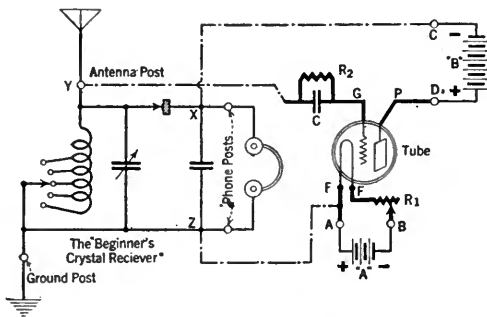 C
-
"B"
+
D
P
Antenna Post
Y
R2
C
G
X
Phone Posts
Tube
F
F
R1
Z
A
B
+ "A" -
The "Beginner's
Crystal Reciever"
Ground Post